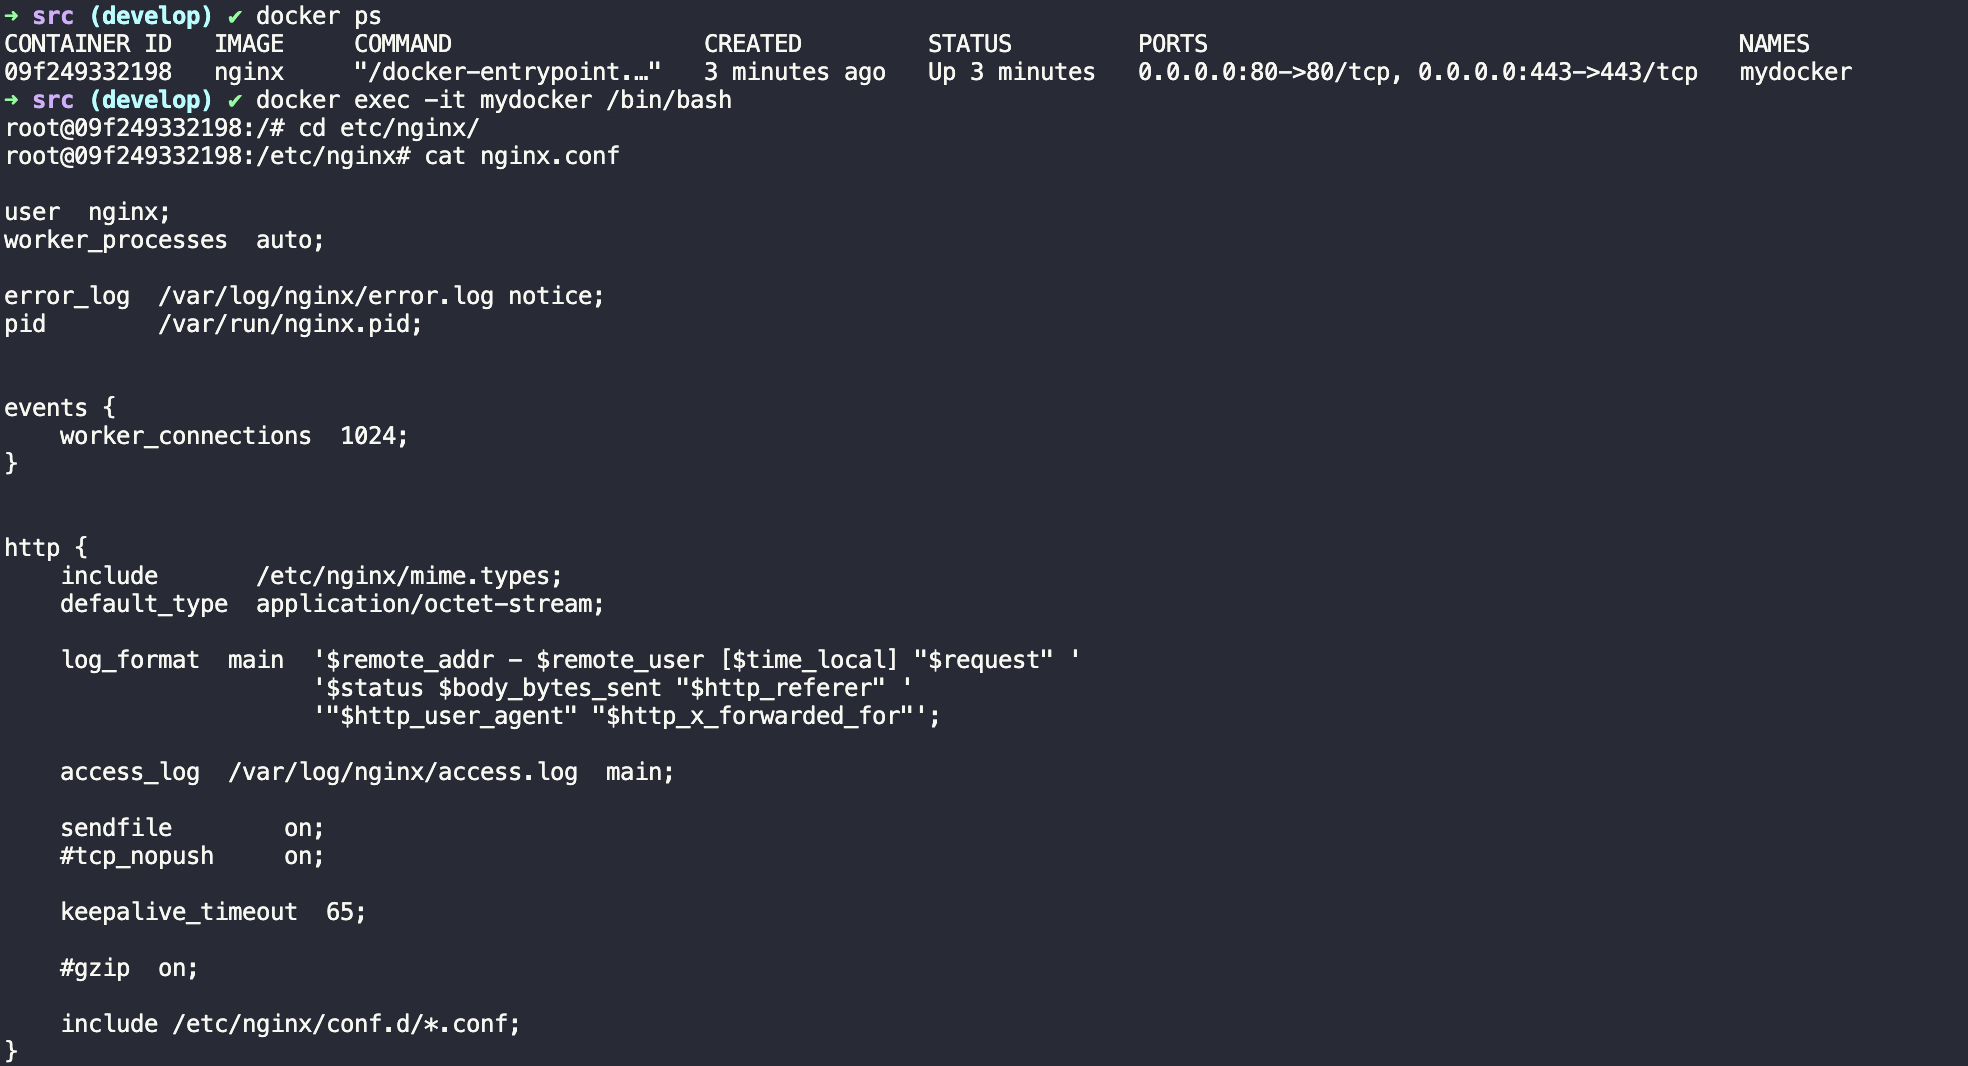 ➜ src (develop) ✔ docker ps
CONTAINER ID   IMAGE     COMMAND                  CREATED         STATUS         PORTS                                      NAMES
09f249332198   nginx     "/docker-entrypoint.…"   3 minutes ago   Up 3 minutes   0.0.0.0:80->80/tcp, 0.0.0.0:443->443/tcp   mydocker
➜ src (develop) ✔ docker exec -it mydocker /bin/bash
root@09f249332198:/# cd etc/nginx/
root@09f249332198:/etc/nginx# cat nginx.conf

user  nginx;
worker_processes  auto;

error_log  /var/log/nginx/error.log notice;
pid        /var/run/nginx.pid;


events {
    worker_connections  1024;
}


http {
    include       /etc/nginx/mime.types;
    default_type  application/octet-stream;

    log_format  main  '$remote_addr - $remote_user [$time_local] "$request" '
                      '$status $body_bytes_sent "$http_referer" '
                      '"$http_user_agent" "$http_x_forwarded_for"';

    access_log  /var/log/nginx/access.log  main;

    sendfile        on;
    #tcp_nopush     on;

    keepalive_timeout  65;

    #gzip  on;

    include /etc/nginx/conf.d/*.conf;
}